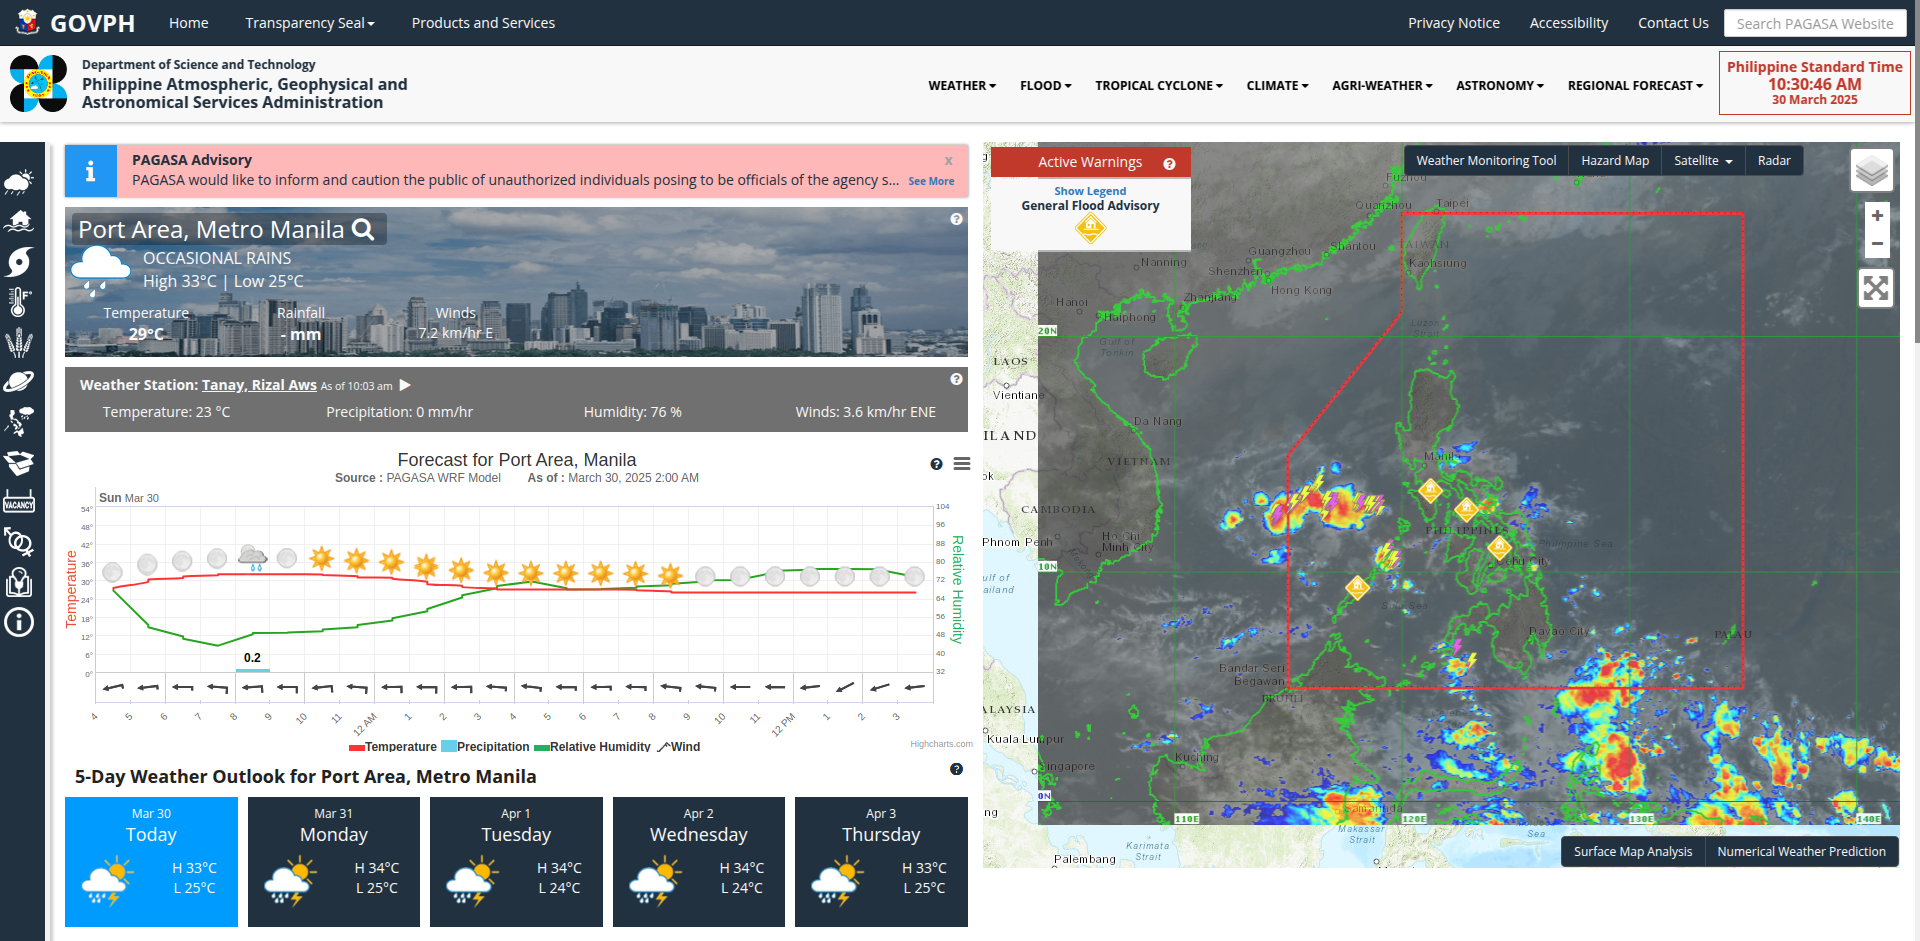 GOVPH
Home
Transparency Seal
Products and Services
Privacy Notice
Accessibility
Contact Us
Search PAGASA Website
Department of Science and Technology
Philippine Atmospheric, Geophysical and
Astronomical Services Administration
WEATHER
FLOOD
TROPICAL CYCLONE
CLIMATE
AGRI-WEATHER
ASTRONOMY
REGIONAL FORECAST
Philippine Standard Time
10:30:46 AM
30 March 2025
VACANCY
PAGASA Advisory
x
PAGASA would like to inform and caution the public of unauthorized individuals posing to be officials of the agency s... See More
Port Area, Metro Manila
OCCASIONAL RAINS
High 33°C | Low 25°C
Temperature
29°C
Rainfall
- mm
Winds
7.2 km/hr E
Weather Station: Tanay, Rizal Aws As of 10:03 am
Temperature: 23 °C
Precipitation: 0 mm/hr
Humidity: 76 %
Winds: 3.6 km/hr ENE
Forecast for Port Area, Manila
Source : PAGASA WRF Model As of : March 30, 2025 2:00 AM
Sun Mar 30
Temperature
54°
48°
42°
36°
30°
24°
18°
12°
6°
0°
Relative Humidity
104
96
88
80
72
64
56
48
40
32
0.2
4 5 6 7 8 9 10 11 12 AM 1 2 3 4 5 6 7 8 9 10 11 12 PM 1 2 3
Temperature Precipitation Relative Humidity Wind
Highcharts.com
5-Day Weather Outlook for Port Area, Metro Manila
Mar 30
Today
H 33°C
L 25°C
Mar 31
Monday
H 34°C
L 25°C
Apr 1
Tuesday
H 34°C
L 24°C
Apr 2
Wednesday
H 34°C
L 24°C
Apr 3
Thursday
H 33°C
L 25°C
Active Warnings
Show Legend
General Flood Advisory
Weather Monitoring Tool
Hazard Map
Satellite
Radar
+
−
Fuzhou
Taipei
Quanzhou
TAIWAN
Shantou
Guangzhou
Kaohsiung
Nanning
Shenzhen
Hong Kong
Zhanjiang
Hanoi
Haiphong
Luzon
Strait
20N
Gulf of
Tonkin
LAOS
Vientiane
Da Nang
ILAND
Manila
VIETNAM
CAMBODIA
PHILIPPINES
Phnom Penh
Ho Chi
Minh City
Philippine Sea
Cebu City
10N
ulf of
ailand
Davao City
PALAU
Bandar Seri
Begawan
ALAYSIA
Kuala Lumpur
Kuching
Singapore
0N
Samarinda
110E
120E
130E
140E
ng
Makassar
Strait
Sea
Karimata
Strait
Palembang
Surface Map Analysis
Numerical Weather Prediction